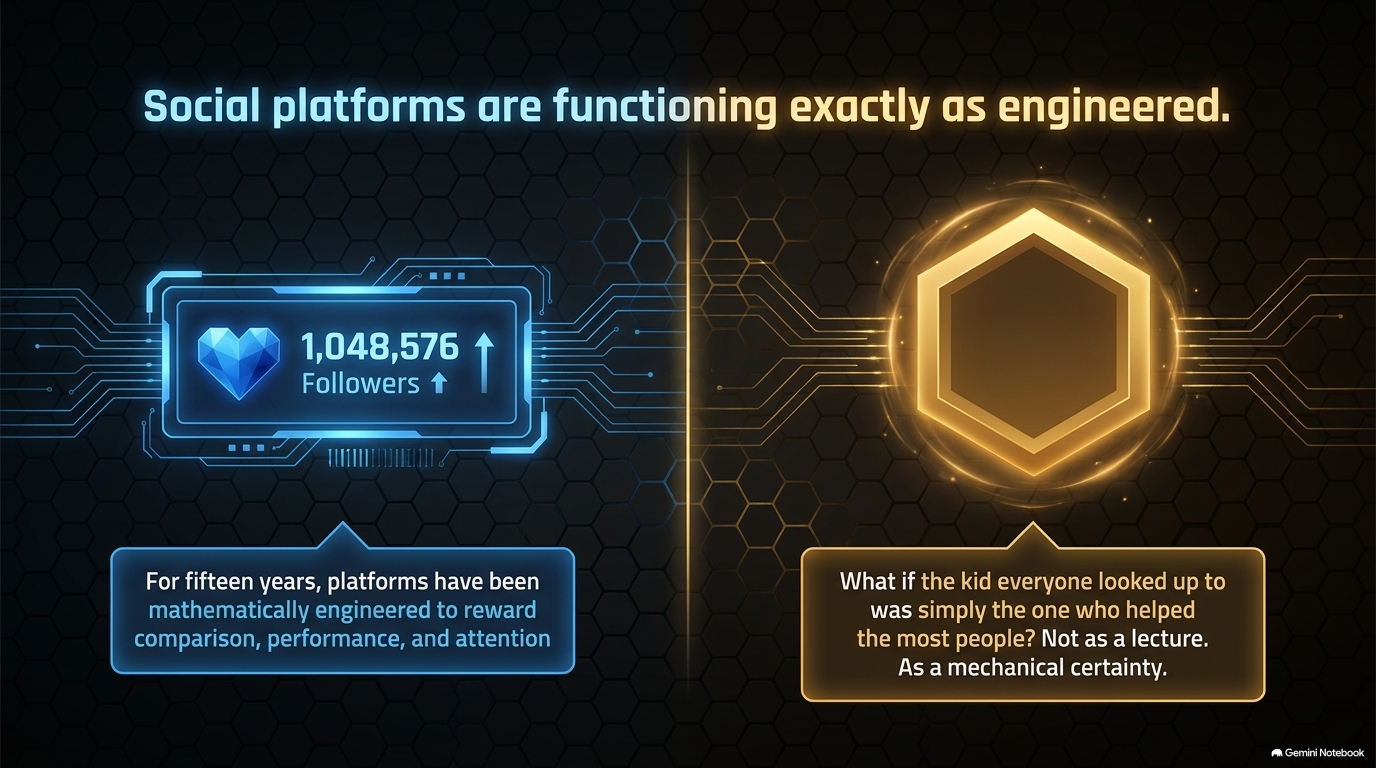 Social platforms are functioning exactly as engineered.
1,048,576
Followers
For fifteen years, platforms have been
mathematically engineered to reward
comparison, performance, and attention
What if the kid everyone looked up to
was simply the one who helped
the most people? Not as a lecture.
As a mechanical certainty.
Gemini Notebook